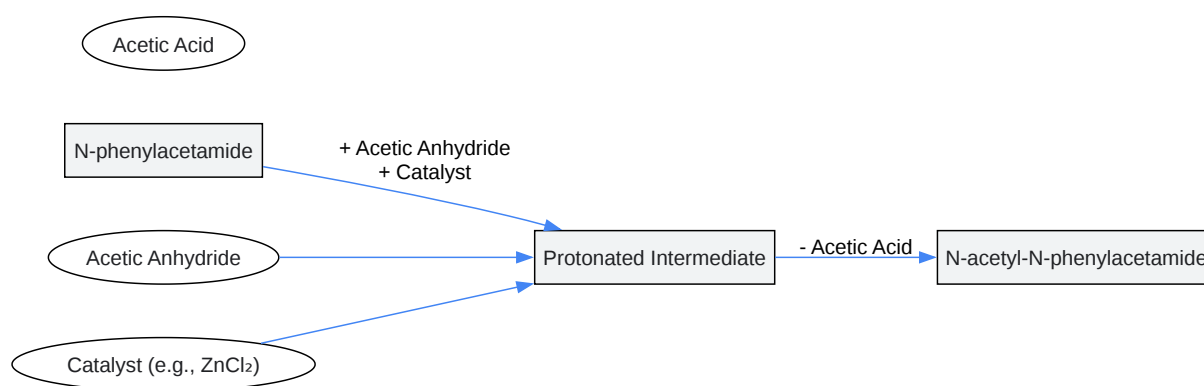 Acetic Acid
N-phenylacetamide
+ Acetic Anhydride
+ Catalyst
Acetic Anhydride
Protonated Intermediate
- Acetic Acid
N-acetyl-N-phenylacetamide
Catalyst (e.g., ZnCl₂)